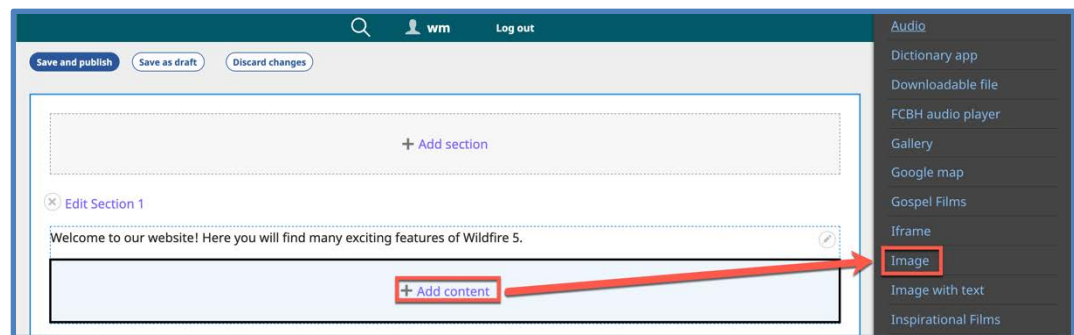 wm
Log out
Save and publish
Save as draft
Discard changes
+ Add section
Edit Section 1
Welcome to our website! Here you will find many exciting features of Wildfire 5.
+ Add content
Audio
Dictionary app
Downloadable file
FCBH audio player
Gallery
Google map
Gospel Films
Iframe
Image
Image with text
Inspirational Films